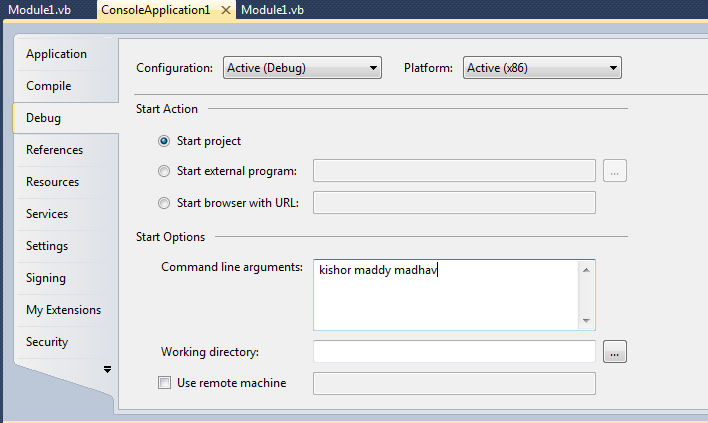 Module1.vb ConsoleApplication1 Module1.vb
Application
Compile
Debug
References
Resources
Services
Settings
Signing
My Extensions
Security
Configuration: Active (Debug) Platform: Active (x86)
Start Action
Start project
Start external program: ...
Start browser with URL:
Start Options
Command line arguments: kishor maddy madhav
Working directory: ...
Use remote machine